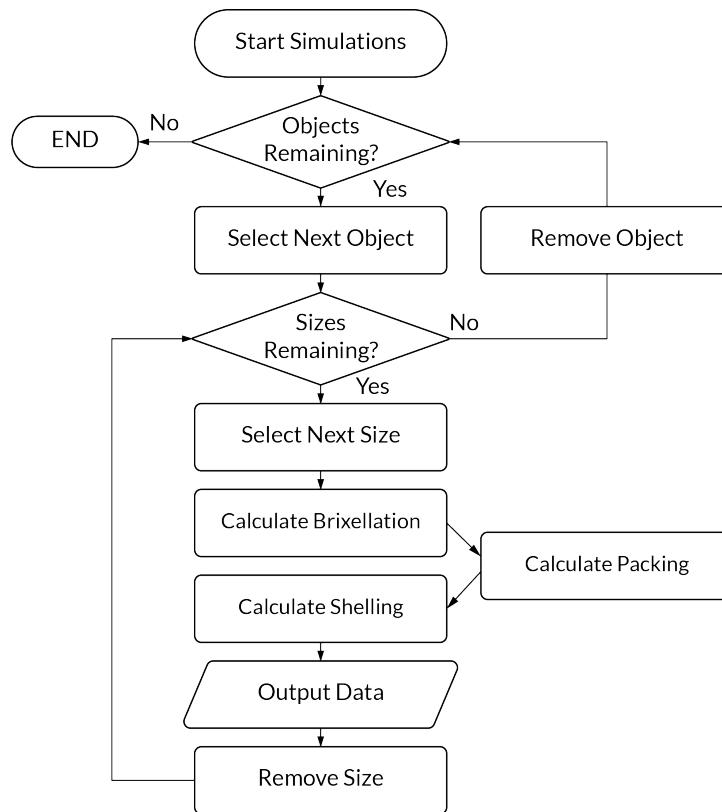 Start Simulations
No
END
Objects
Remaining?
Yes
Select Next Object
Remove Object
Sizes
Remaining?
No
Yes
Select Next Size
Calculate Brixellation
Calculate Packing
Calculate Shelling
Output Data
Remove Size